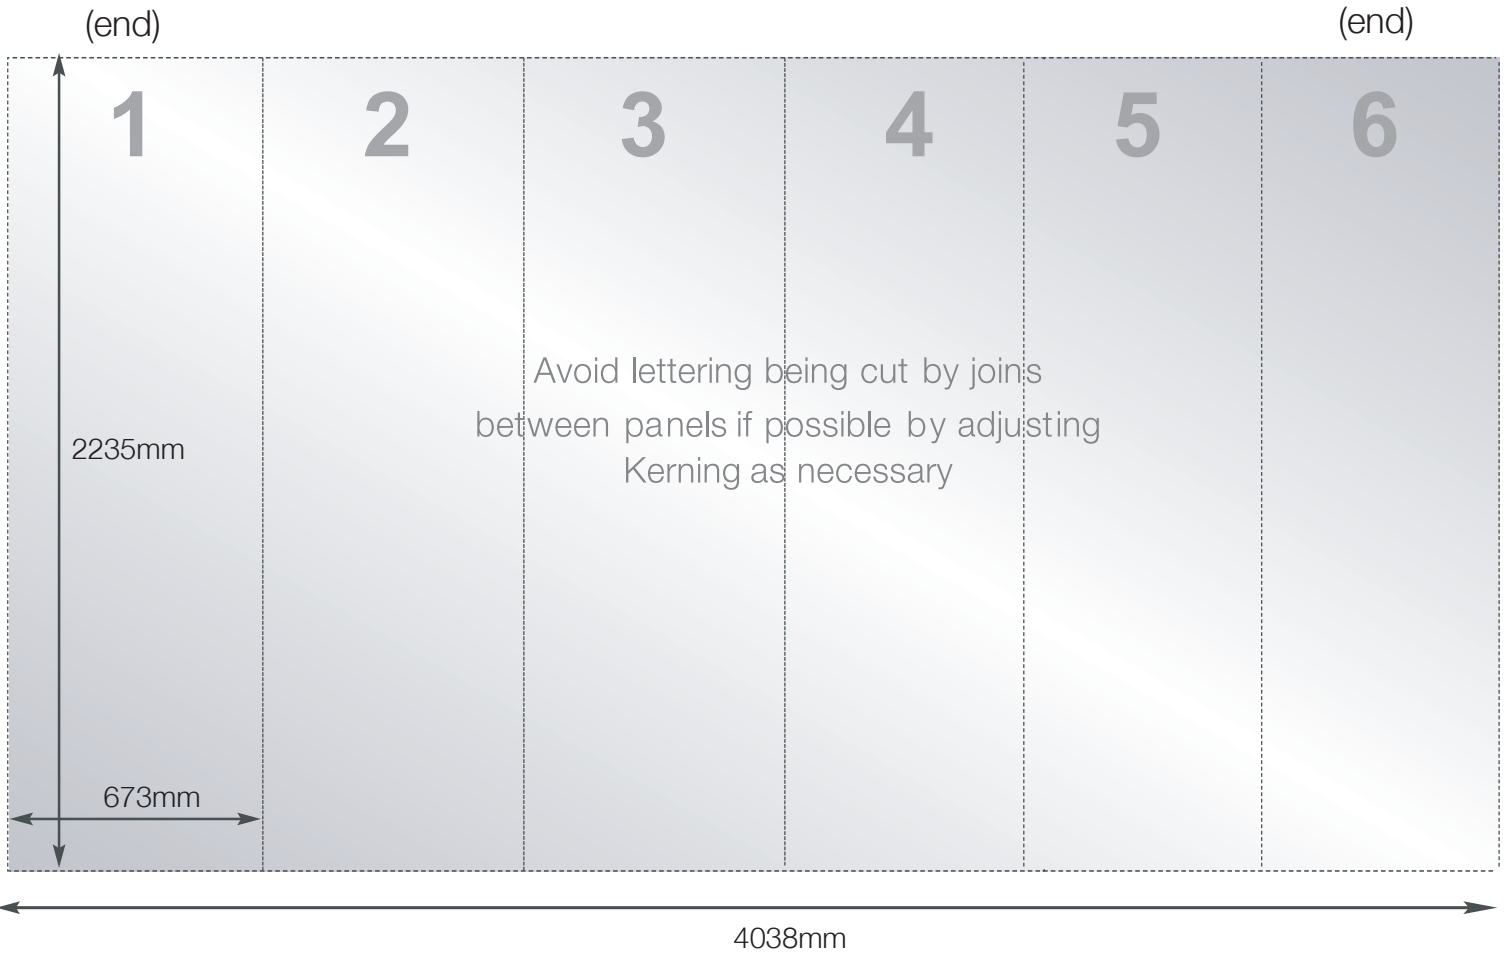 (end) (end)
1 2 3 4 5 6
Avoid lettering being cut by joins
between panels if possible by adjusting
Kerning as necessary
2235mm
673mm
4038mm